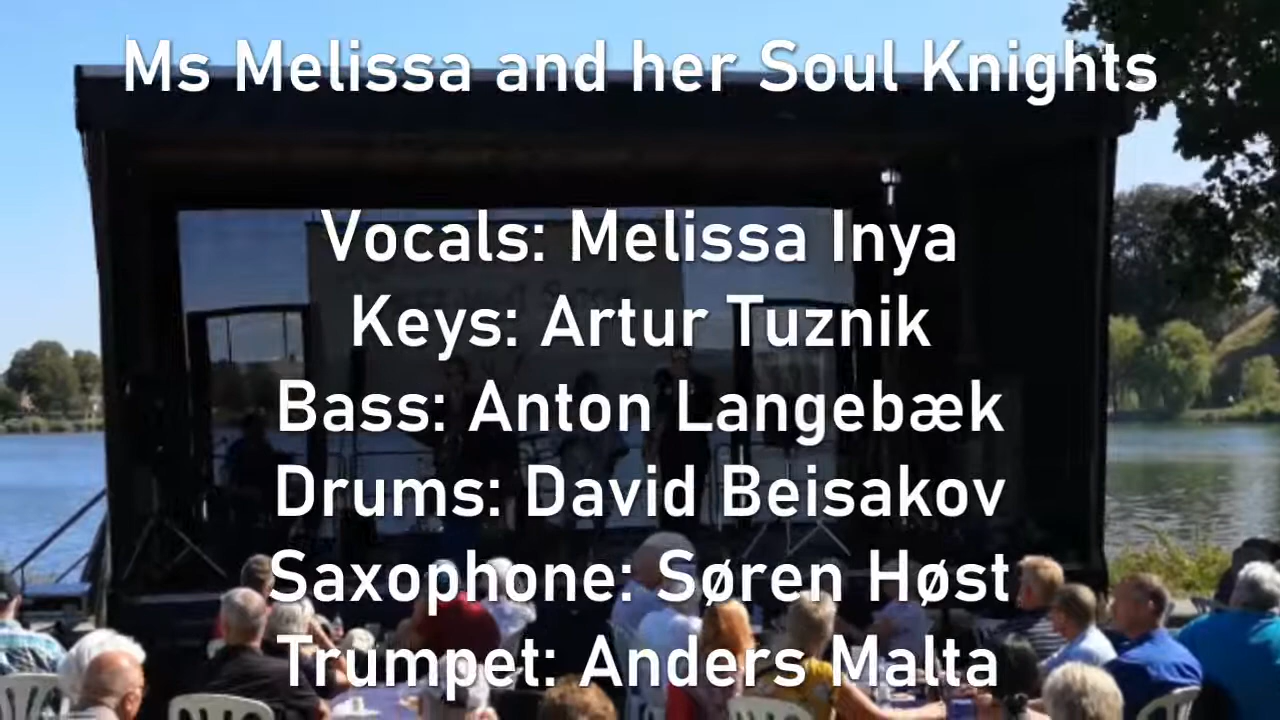 Ms Melissa and her Soul Knights
Vocals: Melissa Inya
Keys: Artur Tuznik
Bass: Anton Langebæk
Drums: David Beisakov
Saxophone: Søren Høst
Trumpet: Anders Malta